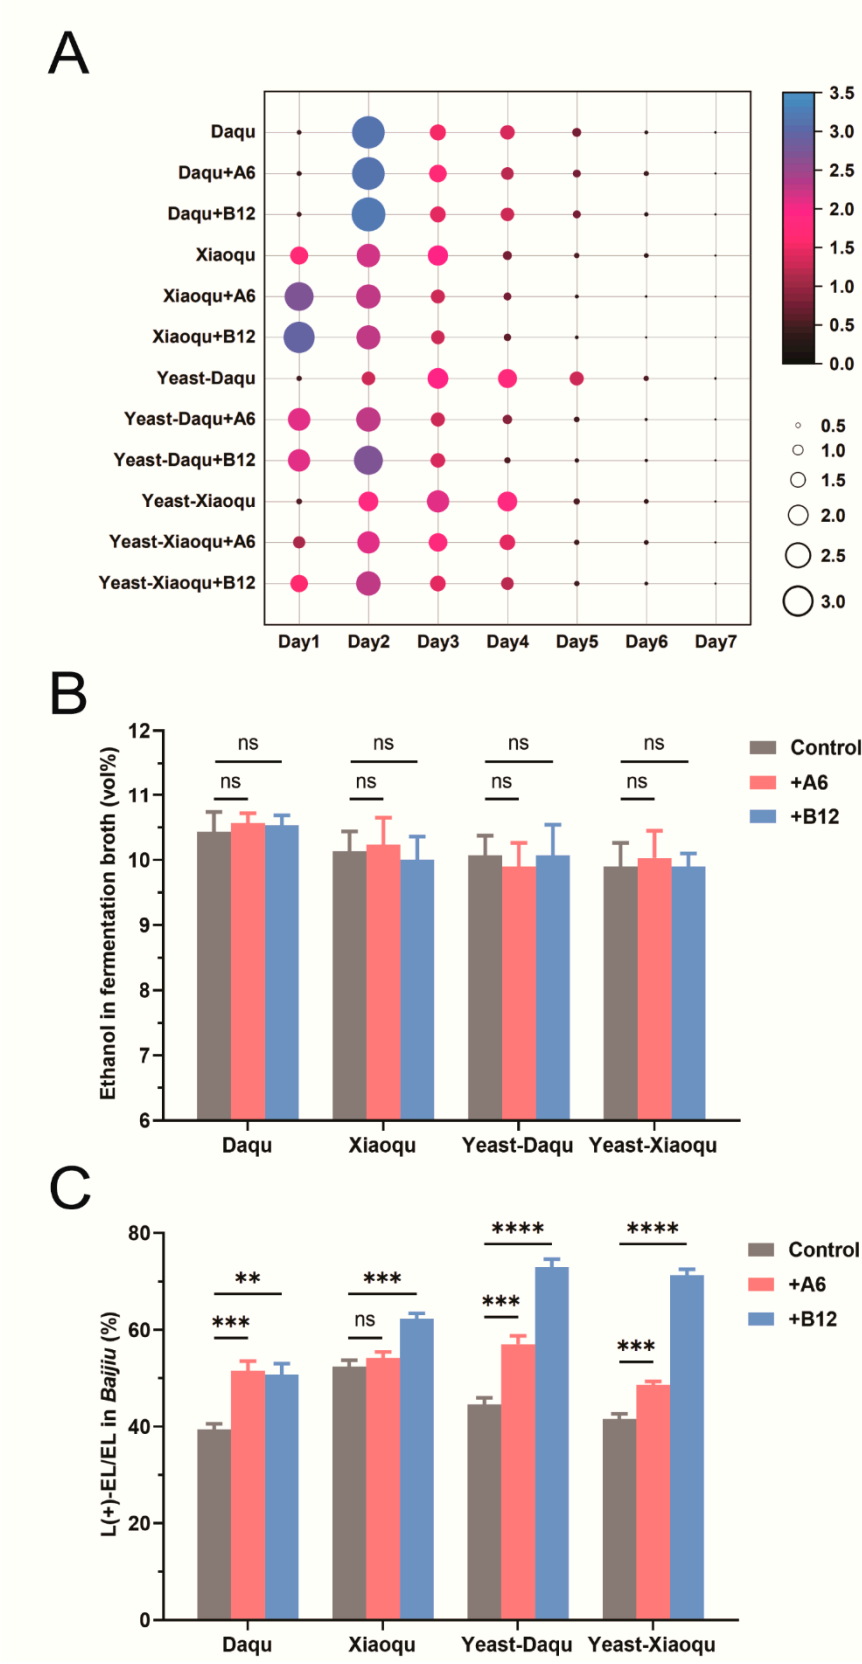 A
Daqu
Daqu+A6
Daqu+B12
Xiaoqu
Xiaoqu+A6
Xiaoqu+B12
Yeast-Daqu
Yeast-Daqu+A6
Yeast-Daqu+B12
Yeast-Xiaoqu
Yeast-Xiaoqu+A6
Yeast-Xiaoqu+B12
Day1 Day2 Day3 Day4 Day5 Day6 Day7
3.5
3.0
2.5
2.0
1.5
1.0
0.5
0.0
0.5
1.0
1.5
2.0
2.5
3.0
B
Ethanol in fermentation broth (vol%)
12
11
10
9
8
7
6
ns ns ns ns
ns ns ns ns
Daqu Xiaoqu Yeast-Daqu Yeast-Xiaoqu
Control
+A6
+B12
C
L(+)-EL/EL in Baijiu (%)
80
60
40
20
0
** *** **** ****
*** ns *** ***
Daqu Xiaoqu Yeast-Daqu Yeast-Xiaoqu
Control
+A6
+B12